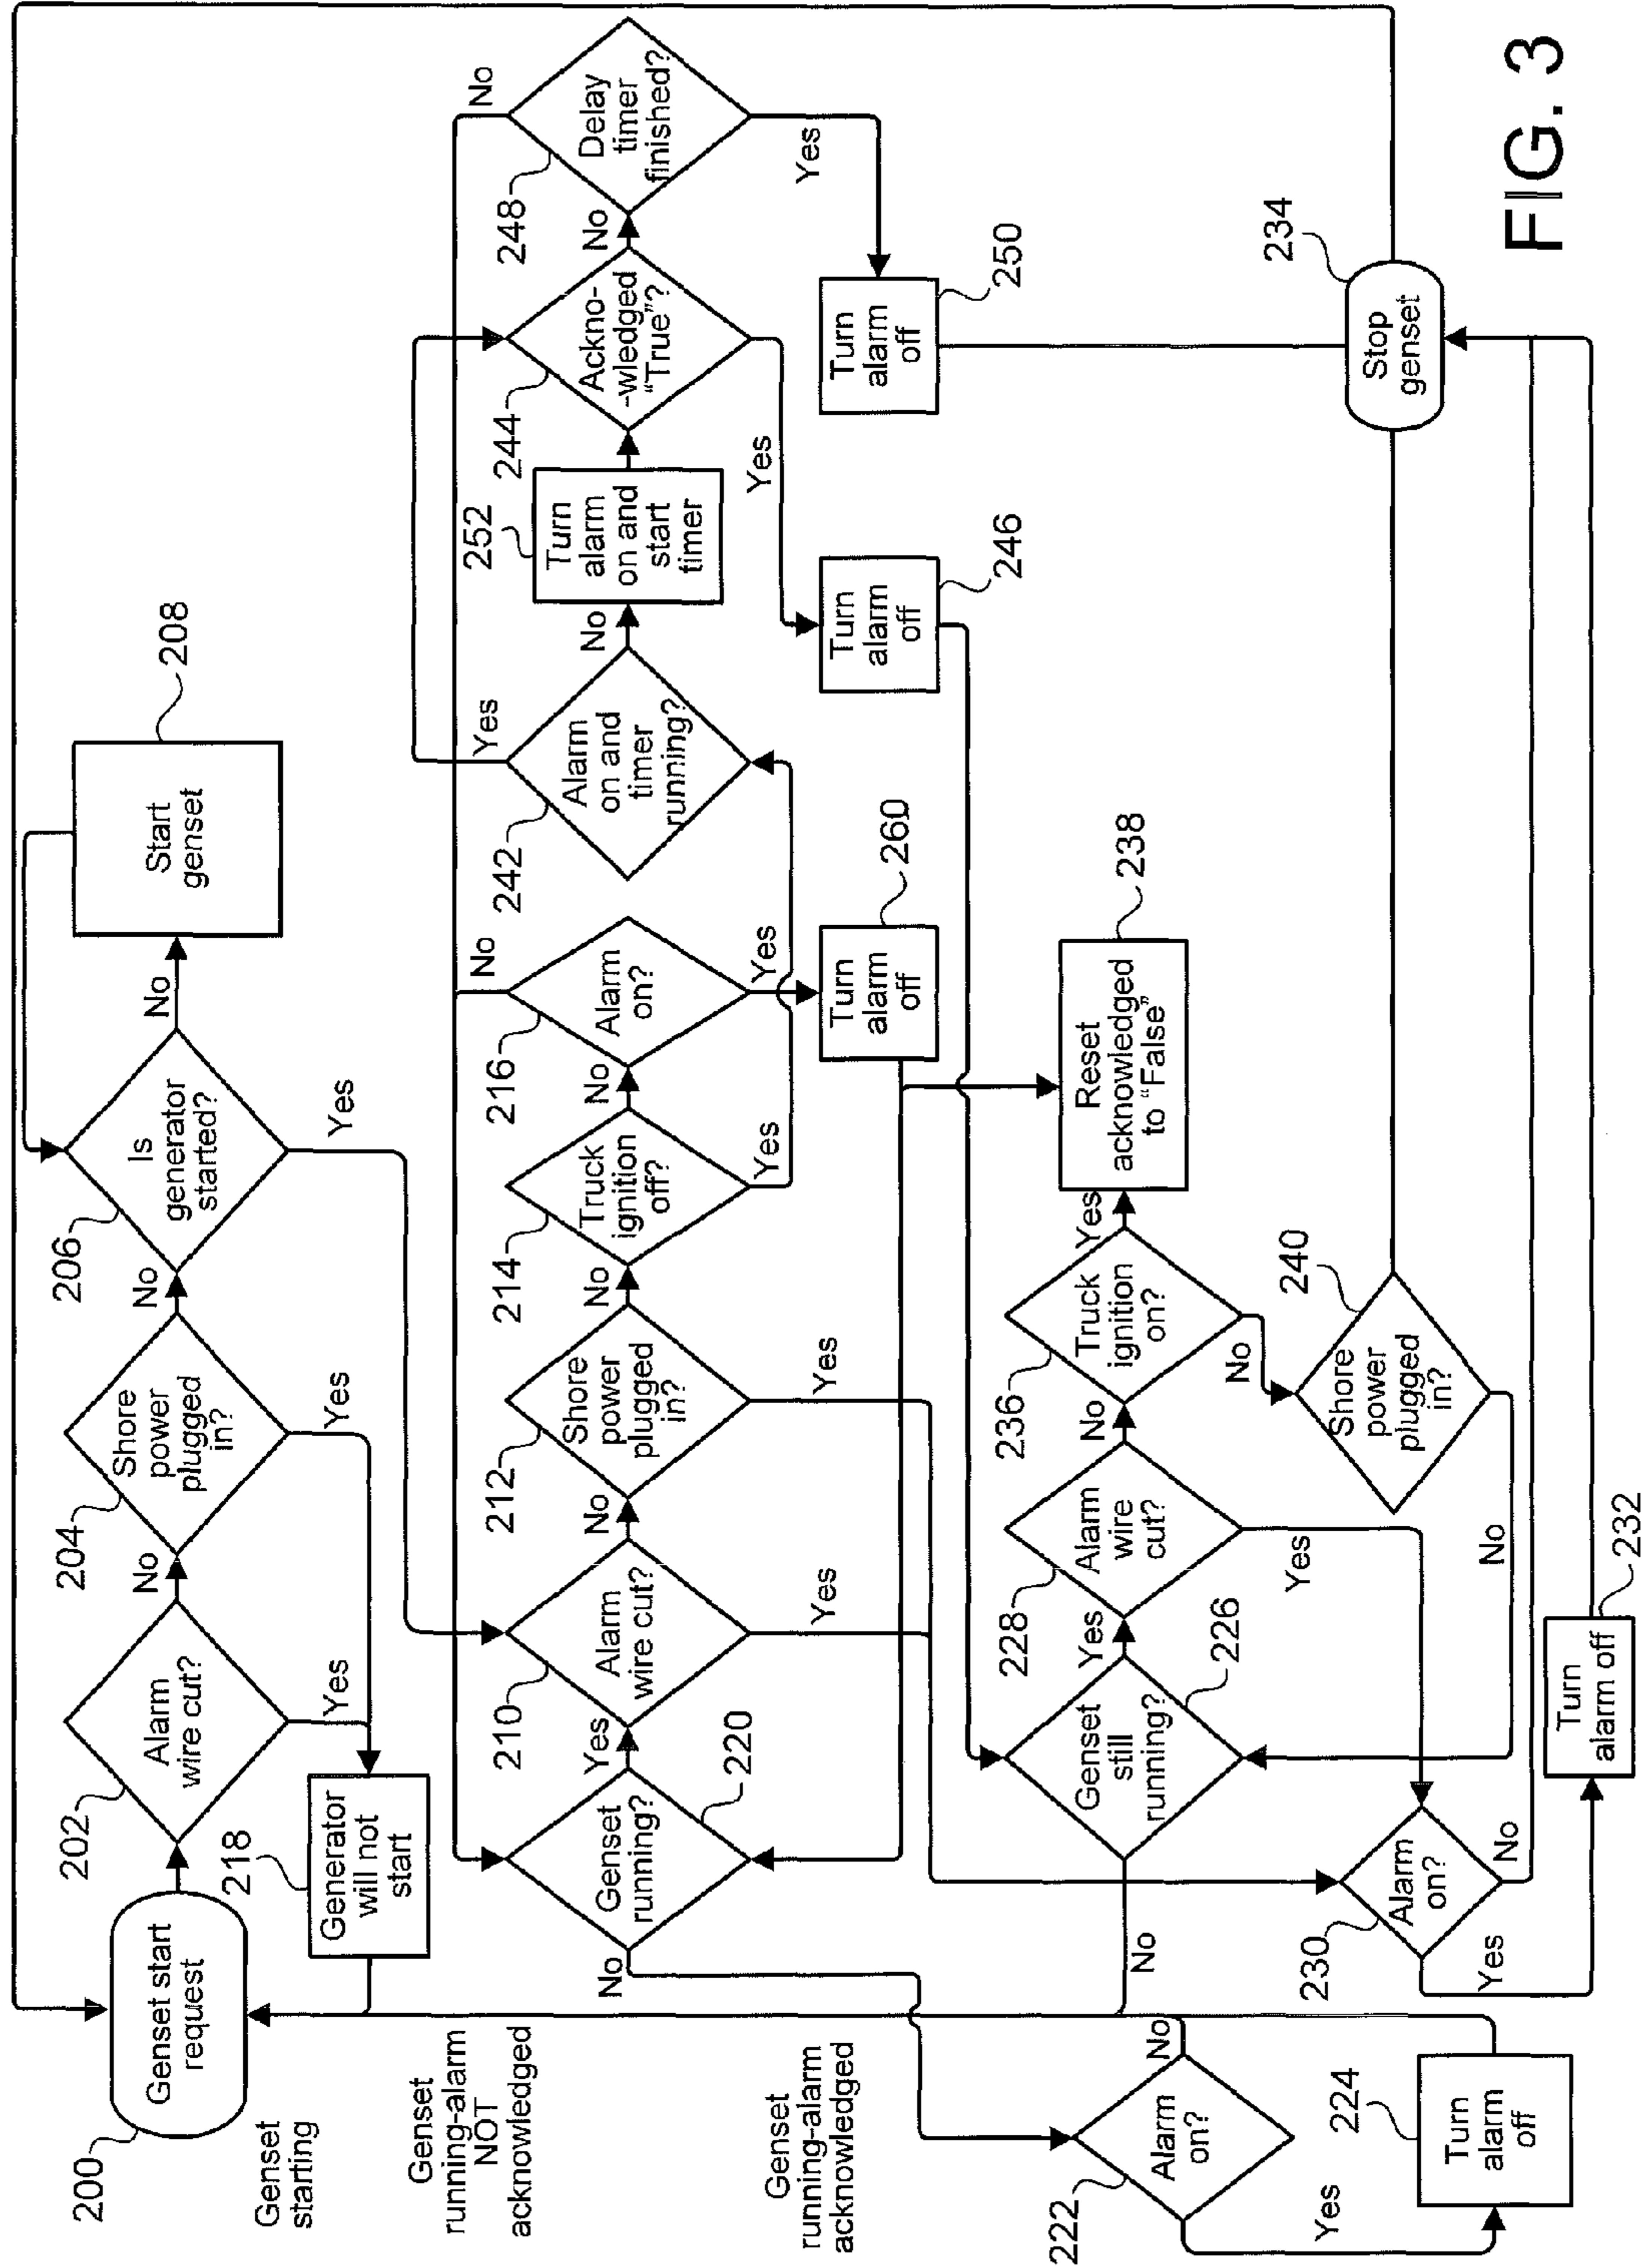 200
Genset start
request
202
Alarm
wire cut?
No
Yes
204
Shore
power
plugged
in?
No
Yes
206
Is
generator
started?
No
Yes
208
Start
genset
218
Generator
will not
start
Genset
starting
Genset
running-alarm
NOT
acknowledged
Genset
running?
220
Yes
No
210
Alarm
wire cut?
No
Yes
212
Shore
power
plugged
in?
No
Yes
214
Truck
ignition
off?
No
Yes
216
Alarm
on?
No
Yes
242
Alarm
on and
timer
running?
Yes
No
252
Turn
alarm
on and
start
timer
244
Ackno-
-wledged
“True”?
No
Yes
248
Delay
timer
finished?
No
Yes
Turn
alarm
off
260
Turn
alarm
off
246
Turn
alarm
off
250
Genset
running-alarm
acknowledged
222
Alarm
on?
No
Yes
224
Turn
alarm
off
Genset
still
running?
226
Yes
No
228
Alarm
wire
cut?
No
Yes
236
Truck
ignition
on?
Yes
No
Reset
acknowledged
to “False”
238
240
Shore
power
plugged
in?
No
230
Alarm
on?
No
Yes
Turn
alarm off
232
234
Stop
genset
FIG. 3